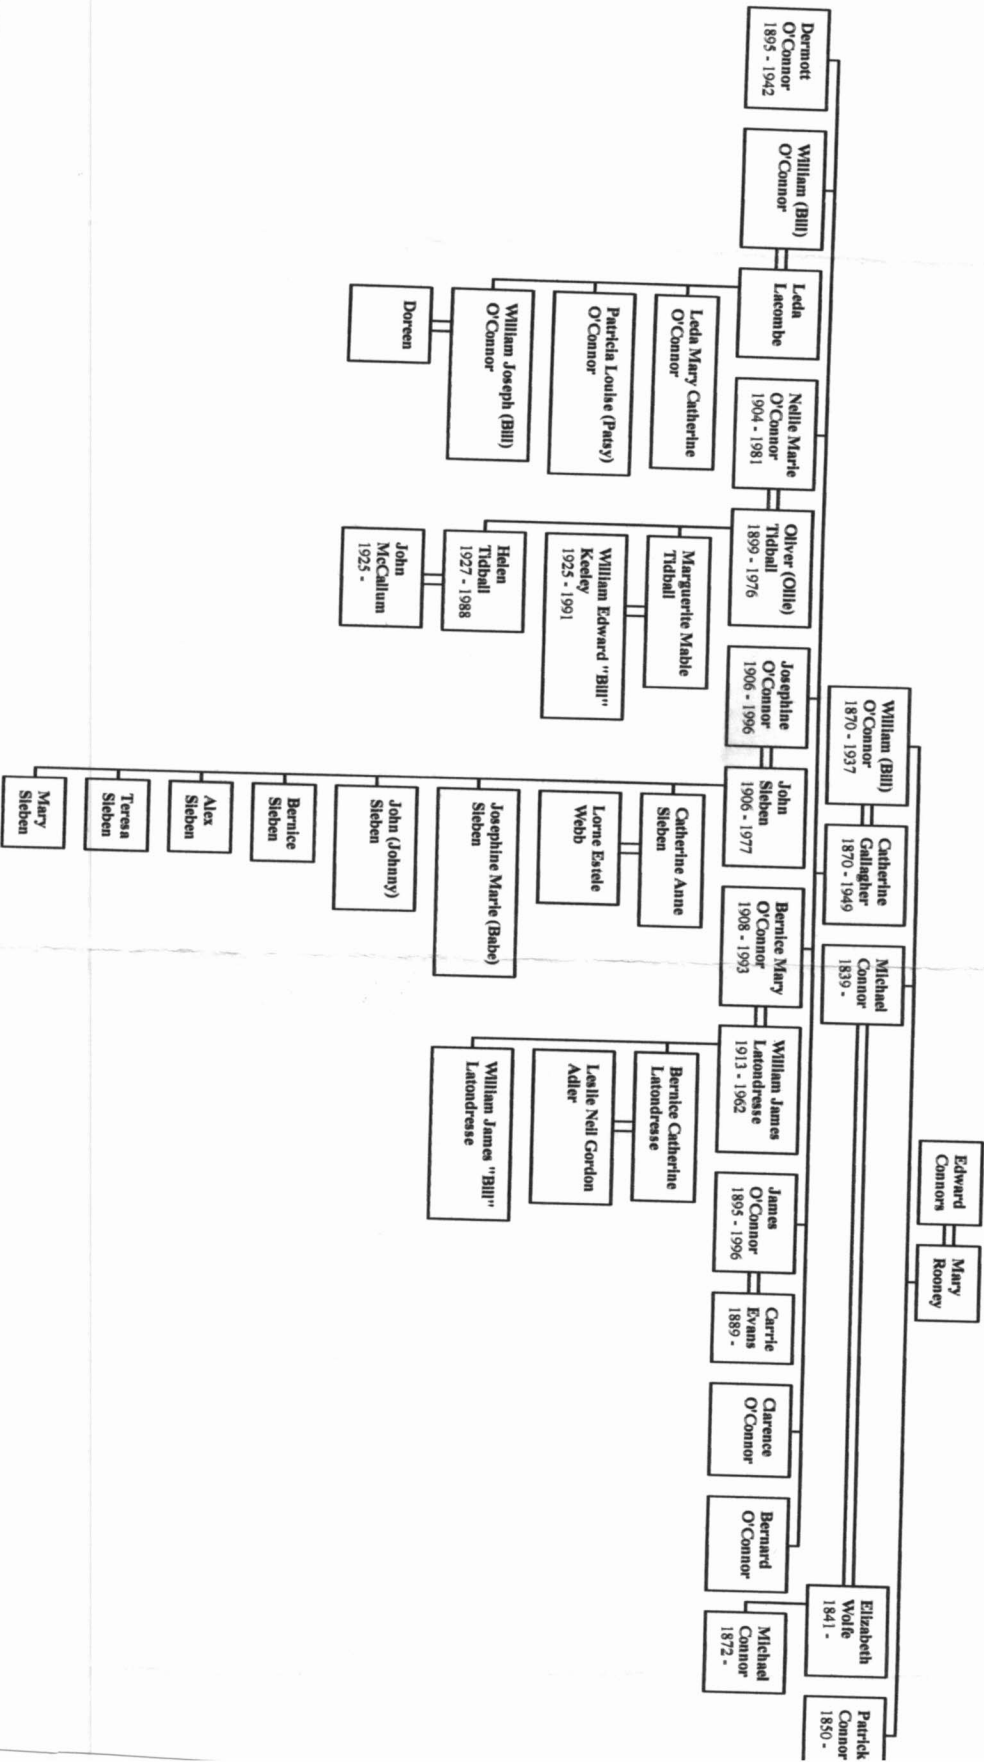 Edward
Connors
Mary
Rooney
William (Bill)
O'Connor
1870 - 1937
Catherine
Gallagher
1870 - 1949
Michael
Connor
1839 -
Elizabeth
Wolfe
1841 -
Patrick
Connor
1850 -
Dermott
O'Connor
1895 - 1942
William (Bill)
O'Connor
Leda
Lacombe
Nellie Marie
O'Connor
1904 - 1981
Oliver (Ollie)
Tidball
1899 - 1976
Josephine
O'Connor
1906 - 1996
John
Sieben
1906 - 1977
Bernice Mary
O'Connor
1908 - 1993
William James
Latondresse
1913 - 1962
James
O'Connor
1895 - 1996
Carrie
Evans
1889 -
Clarence
O'Connor
Bernard
O'Connor
Michael
Connor
1872 -
Leda Mary Catherine
O'Connor
Patricia Louise (Patsy)
O'Connor
William Joseph (Bill)
O'Connor
Doreen
Marguerite Mable
Tidball
William Edward "Bill"
Keeley
1925 - 1991
Helen
Tidball
1927 - 1988
John
McCallum
1925 -
Catherine Anne
Sieben
Lorne Estele
Webb
Josephine Marie (Babe)
Sieben
John (Johnny)
Sieben
Bernice
Sieben
Alex
Sieben
Teresa
Sieben
Mary
Sieben
Bernice Catherine
Latondresse
Leslie Neil Gordon
Adler
William James "Bill"
Latondresse